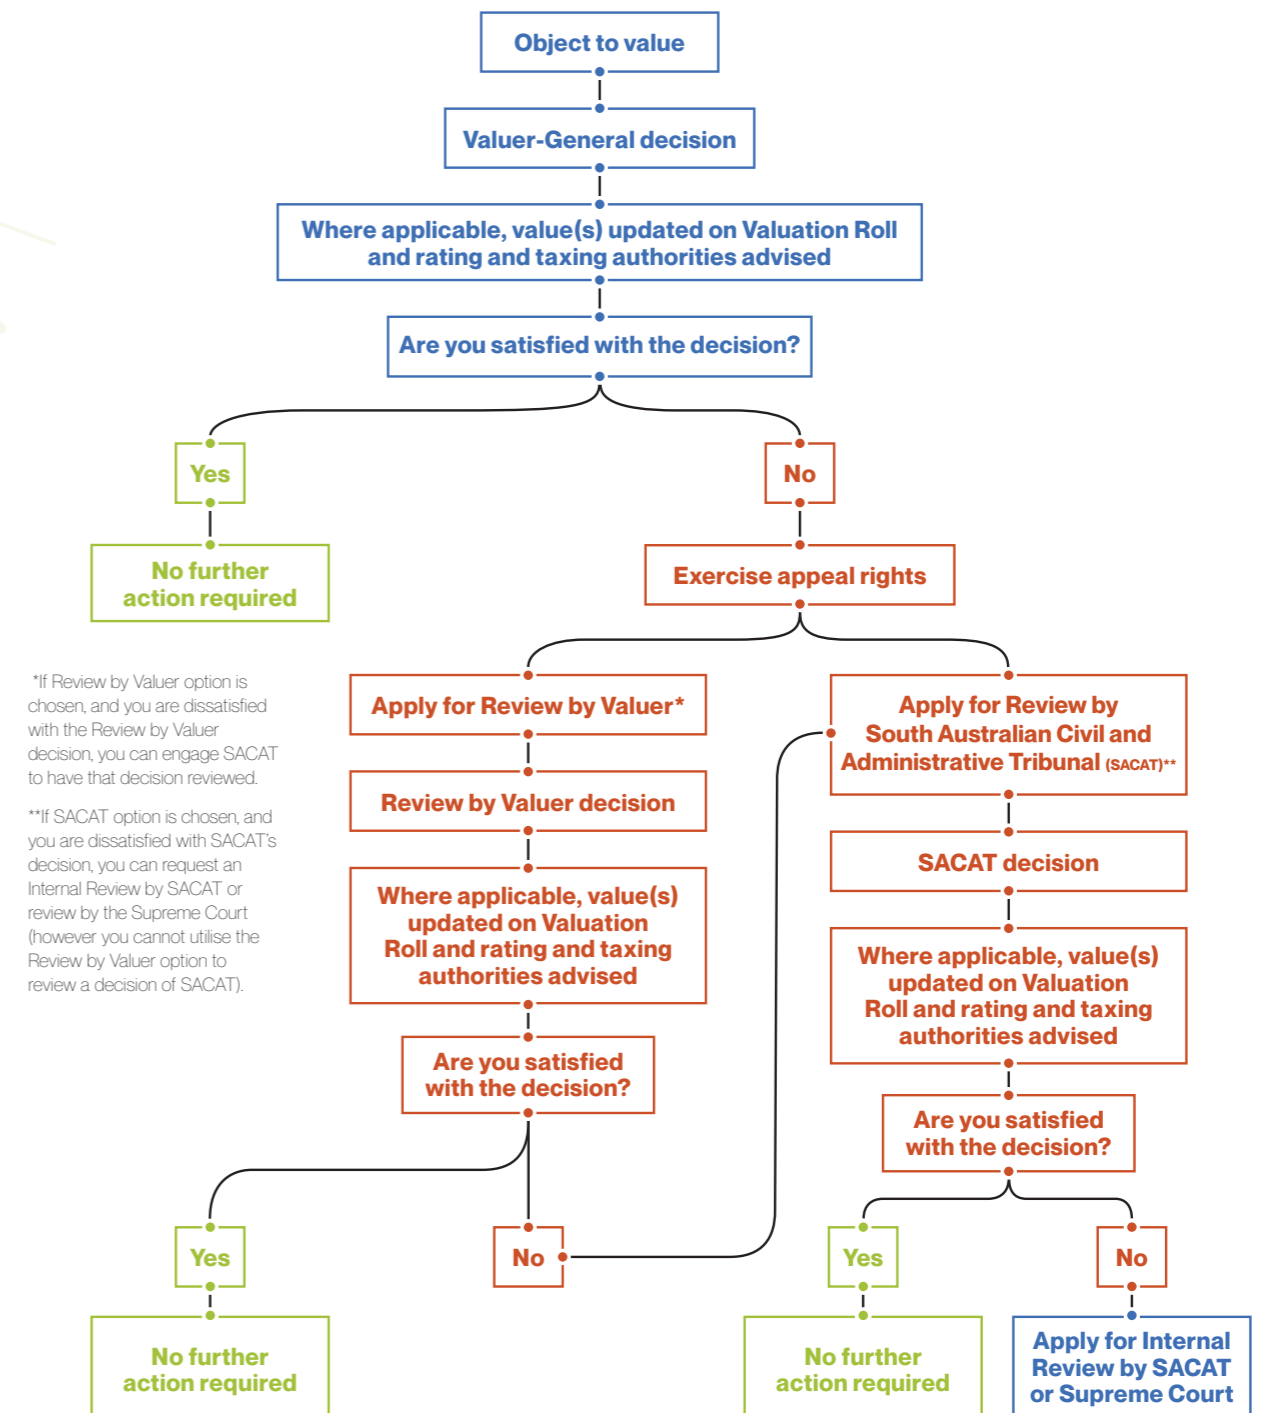 Object to value
Valuer-General decision
Where applicable, value(s) updated on Valuation Roll
and rating and taxing authorities advised
Are you satisfied with the decision?
Yes
No
No further
action required
Exercise appeal rights
*If Review by Valuer option is
chosen, and you are dissatisfied
with the Review by Valuer
decision, you can engage SACAT
to have that decision reviewed.
**If SACAT option is chosen, and
you are dissatisfied with SACAT's
decision, you can request an
Internal Review by SACAT or
review by the Supreme Court
(however you cannot utilise the
Review by Valuer option to
review a decision of SACAT).
Apply for Review by Valuer*
Review by Valuer decision
Where applicable, value(s)
updated on Valuation
Roll and rating and taxing
authorities advised
Are you satisfied
with the decision?
Yes
No
No further
action required
Apply for Review by
South Australian Civil and
Administrative Tribunal (SACAT)**
SACAT decision
Where applicable, value(s)
updated on Valuation
Roll and rating and taxing
authorities advised
Are you satisfied
with the decision?
Yes
No
No further
action required
Apply for Internal
Review by SACAT
or Supreme Court